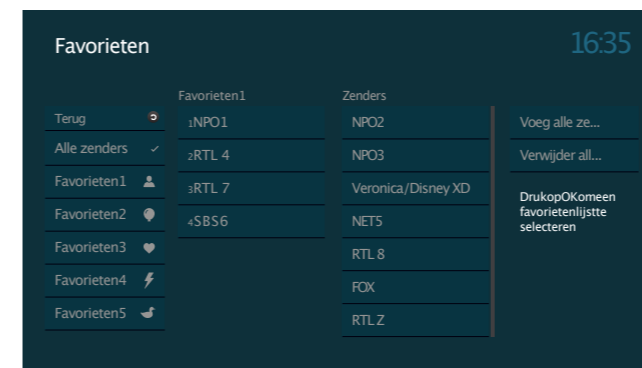 Favorieten
16:35
Favorieten1
Zenders
Terug
Alle zenders
Favorieten1
Favorieten2
Favorieten3
Favorieten4
Favorieten5
1NPO1
2RTL 4
3RTL 7
4SBS6
NPO2
NPO3
Veronica/Disney XD
NET5
RTL 8
FOX
RTL Z
Voeg alle ze...
Verwijder all...
DrukopOKomeen
favorietenlijstte
selecteren